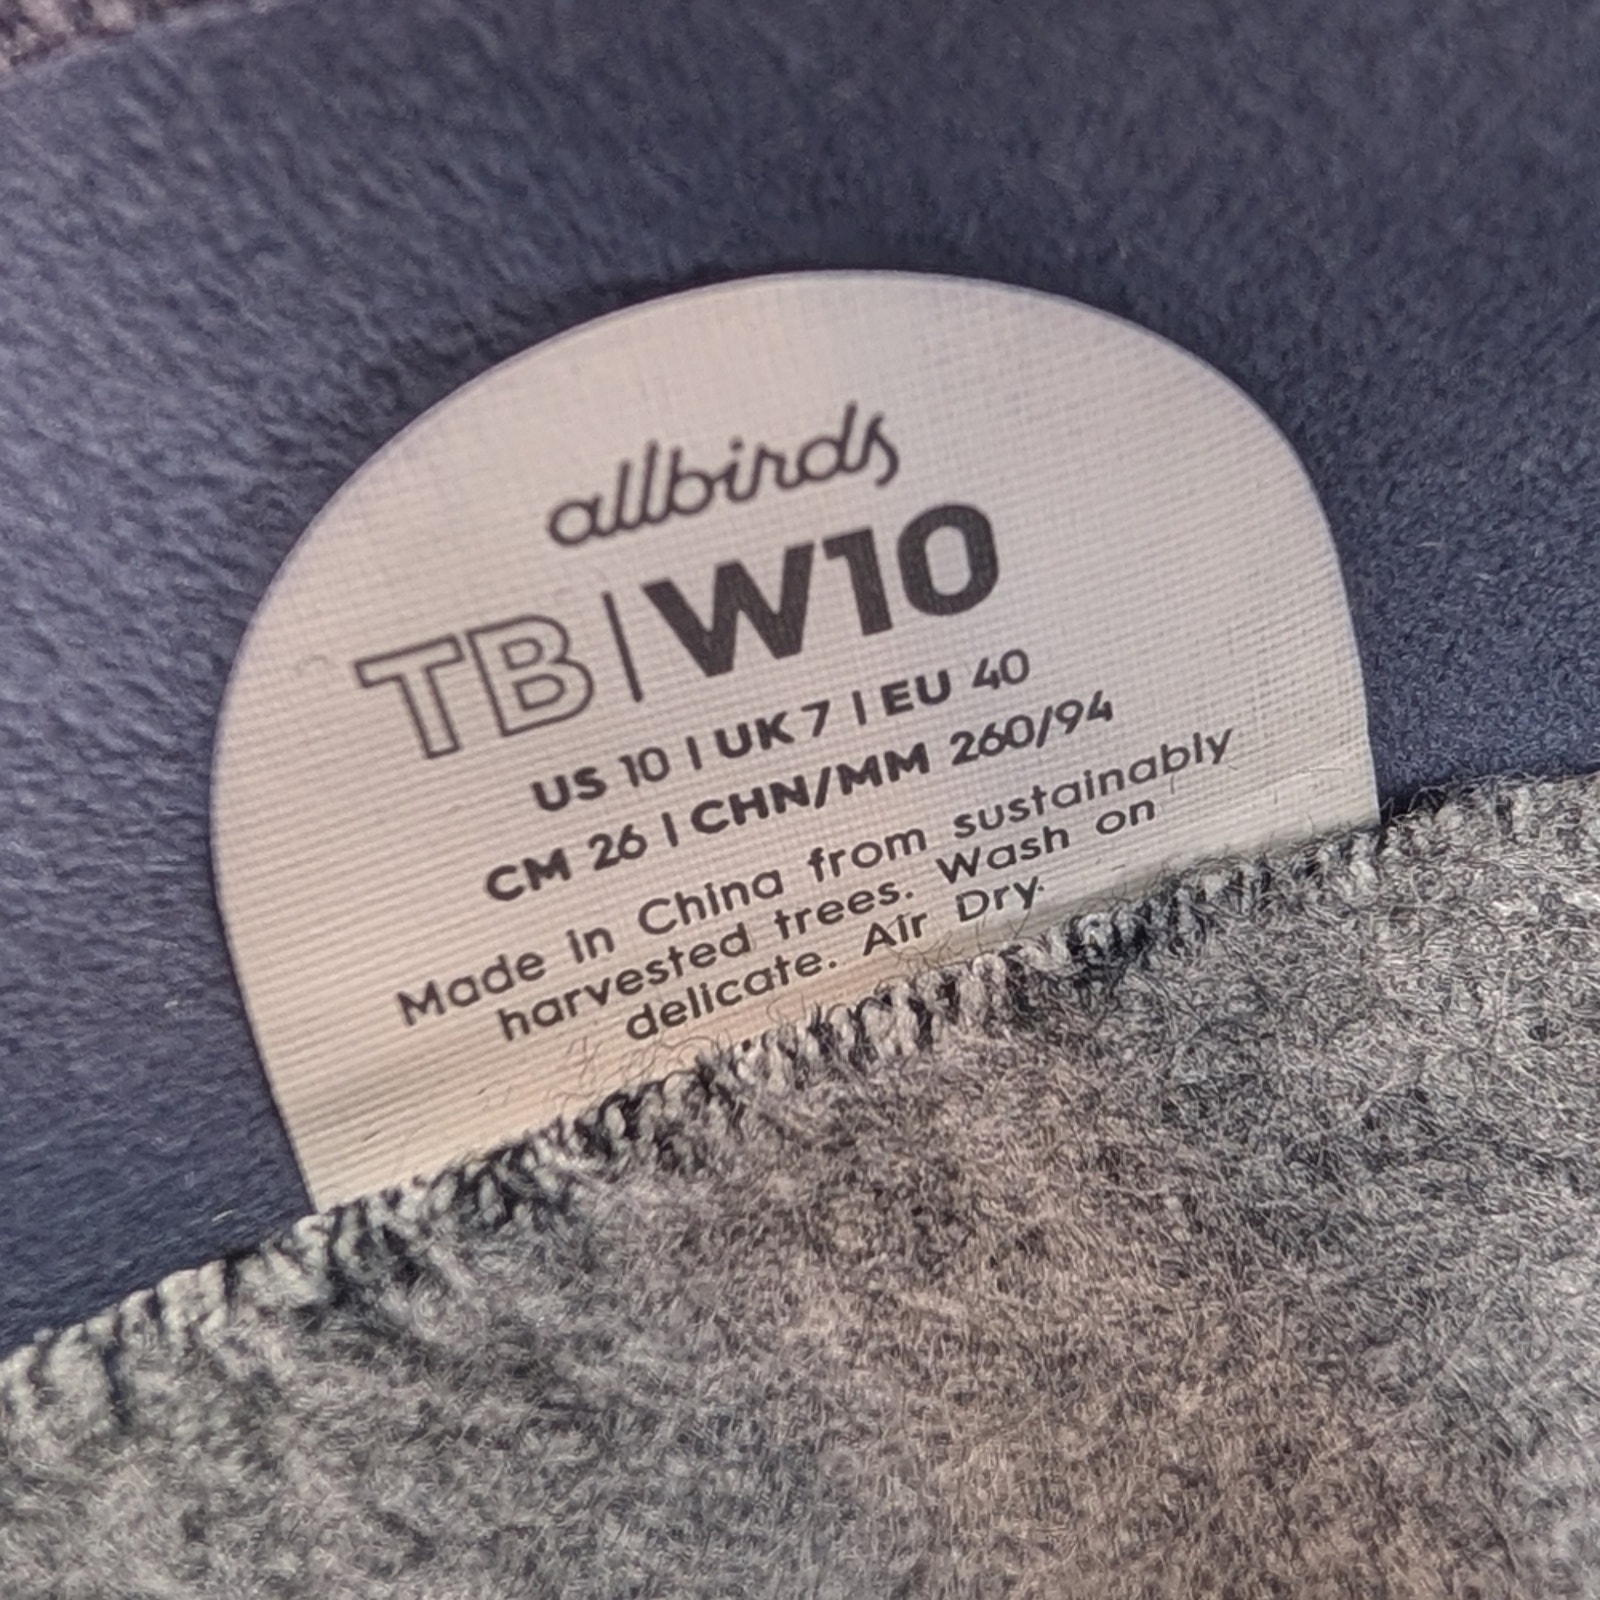 allbirds
TB | W10
US 10 | UK 7 | EU 40
CM 26 | CHN/MM 260/94
Made in China from sustainably
harvested trees. Wash on
delicate. Air Dry.